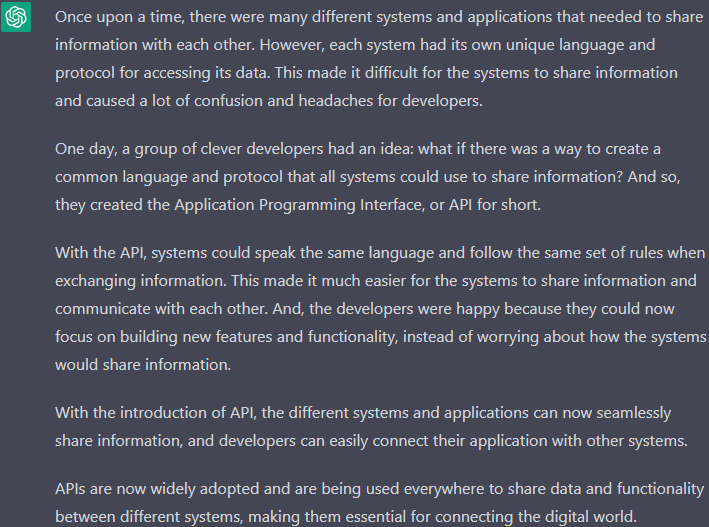 Once upon a time, there were many different systems and applications that needed to share
information with each other. However, each system had its own unique language and
protocol for accessing its data. This made it difficult for the systems to share information
and caused a lot of confusion and headaches for developers.
One day, a group of clever developers had an idea: what if there was a way to create a
common language and protocol that all systems could use to share information? And so,
they created the Application Programming Interface, or API for short.
With the API, systems could speak the same language and follow the same set of rules when
exchanging information. This made it much easier for the systems to share information and
communicate with each other. And, the developers were happy because they could now
focus on building new features and functionality, instead of worrying about how the systems
would share information.
With the introduction of API, the different systems and applications can now seamlessly
share information, and developers can easily connect their application with other systems.
APIs are now widely adopted and are being used everywhere to share data and functionality
between different systems, making them essential for connecting the digital world.